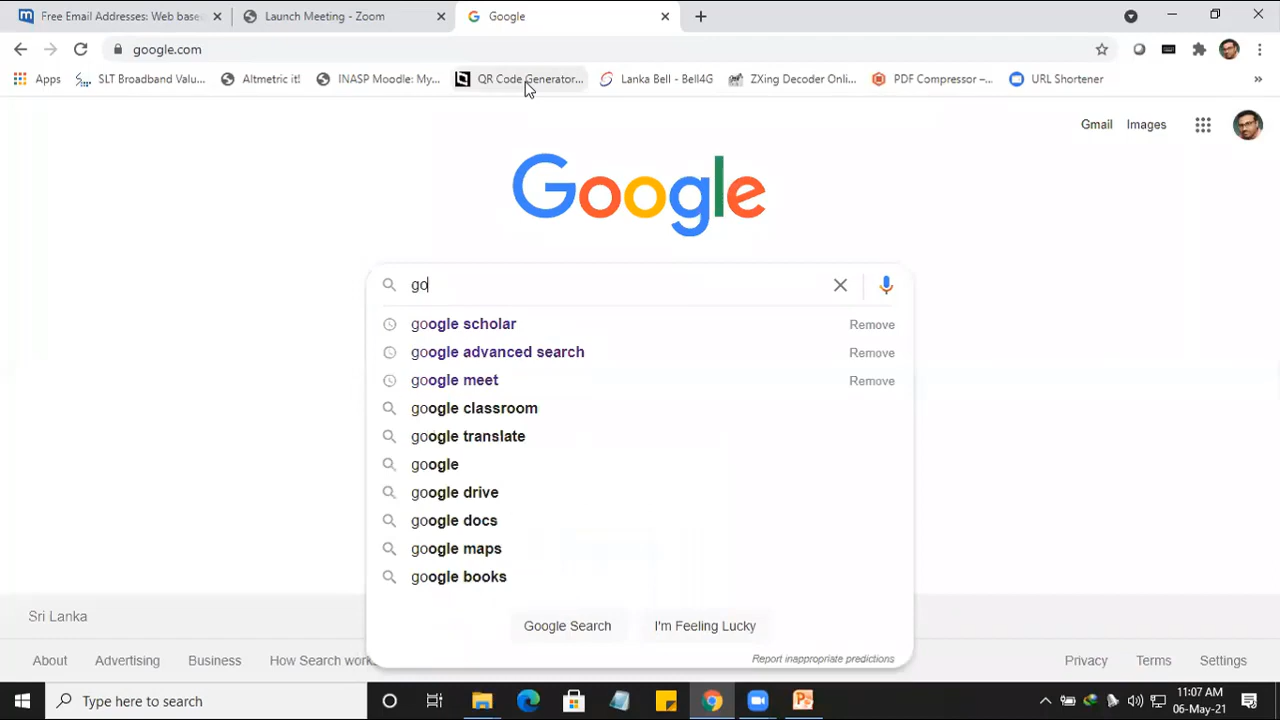 Free Email Addresses: Web base
Launch Meeting - Zoom
Google
google.com
Apps
SLT Broadband Valu...
Altmetric it!
INASP Moodle: My...
QR Code Generator...
Lanka Bell - Bell4G
ZXing Decoder Onli...
PDF Compressor –...
URL Shortener
»
Gmail
Images
Google
go
google scholar
Remove
google advanced search
Remove
google meet
Remove
google classroom
google translate
google
google drive
google docs
google maps
google books
Google Search
I'm Feeling Lucky
Report inappropriate predictions
Sri Lanka
About
Advertising
Business
How Search works
Privacy
Terms
Settings
Type here to search
11:07 AM
06-May-21